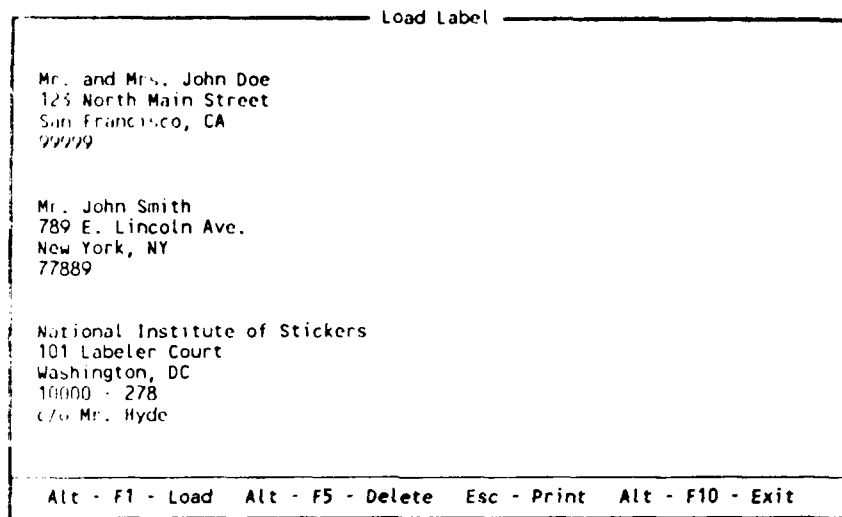 Load Label
Mr. and Mrs. John Doe
123 North Main Street
San Francisco, CA
99999
Mr. John Smith
789 E. Lincoln Ave.
New York, NY
77889
National Institute of Stickers
101 Labeler Court
Washington, DC
10000 - 278
c/o Mr. Hyde
Alt - F1 - Load Alt - F5 - Delete Esc - Print Alt - F10 - Exit